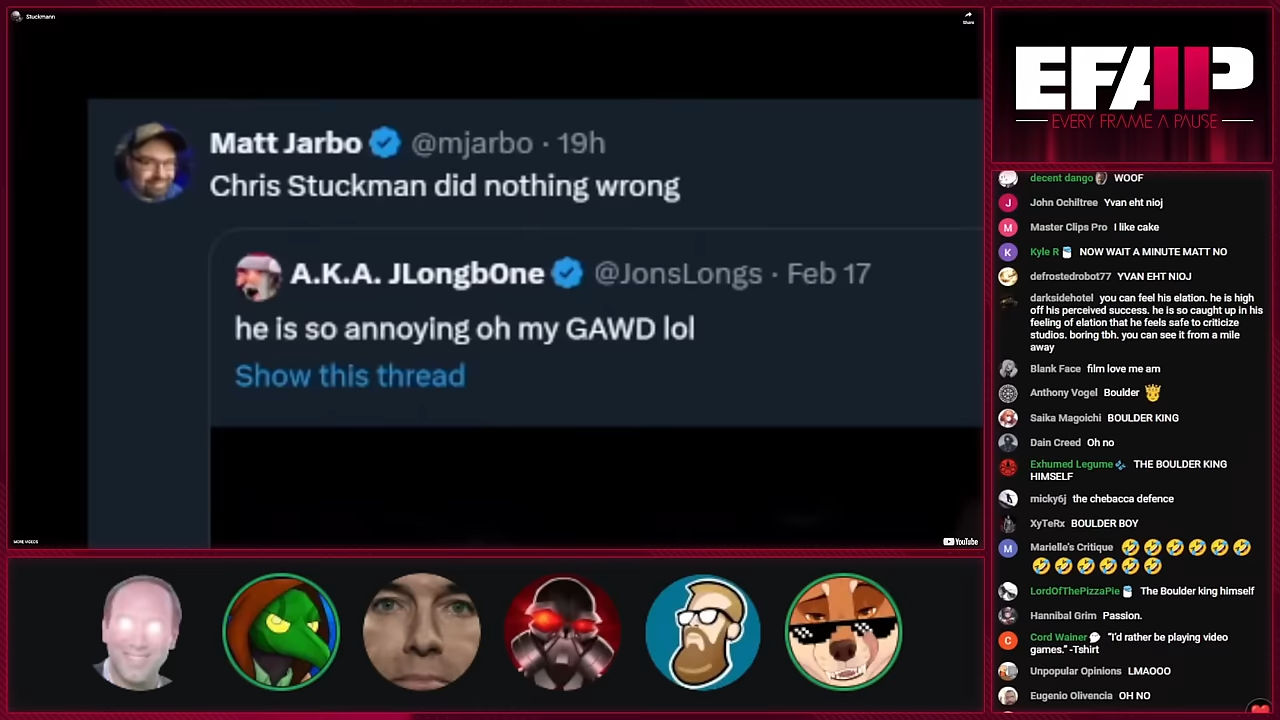 Stuckmann
Share
Matt Jarbo @mjarbo · 19h
Chris Stuckman did nothing wrong
A.K.A. JLongbOne @JonsLongs · Feb 17
he is so annoying oh my GAWD lol
Show this thread
MORE VIDEOS
YouTube
EFAP
EVERY FRAME A PAUSE
decent dango WOOF
J John Ochiltree Yvan eht nioj
M Master Clips Pro I like cake
K Kyle R NOW WAIT A MINUTE MATT NO
defrostedrobot77 YVAN EHT NIOJ
darksidehotel you can feel his elation. he is high
off his perceived success. he is so caught up in his
feeling of elation that he feels safe to criticize
studios. boring tbh. you can see it from a mile
away
Blank Face film love me am
Anthony Vogel Boulder 🤴
Saika Magoichi BOULDER KING
Dain Creed Oh no
Exhumed Legume THE BOULDER KING
HIMSELF
micky6j the chebacca defence
XyTeRx BOULDER BOY
M Marielle's Critique 🤣🤣🤣🤣🤣🤣
🤣🤣🤣🤣🤣🤣
LordOfThePizzaPie The Boulder king himself
Hannibal Grim Passion.
C Cord Wainer "I'd rather be playing video
games." -Tshirt
Unpopular Opinions LMAOOO
Eugenio Olivencia OH NO